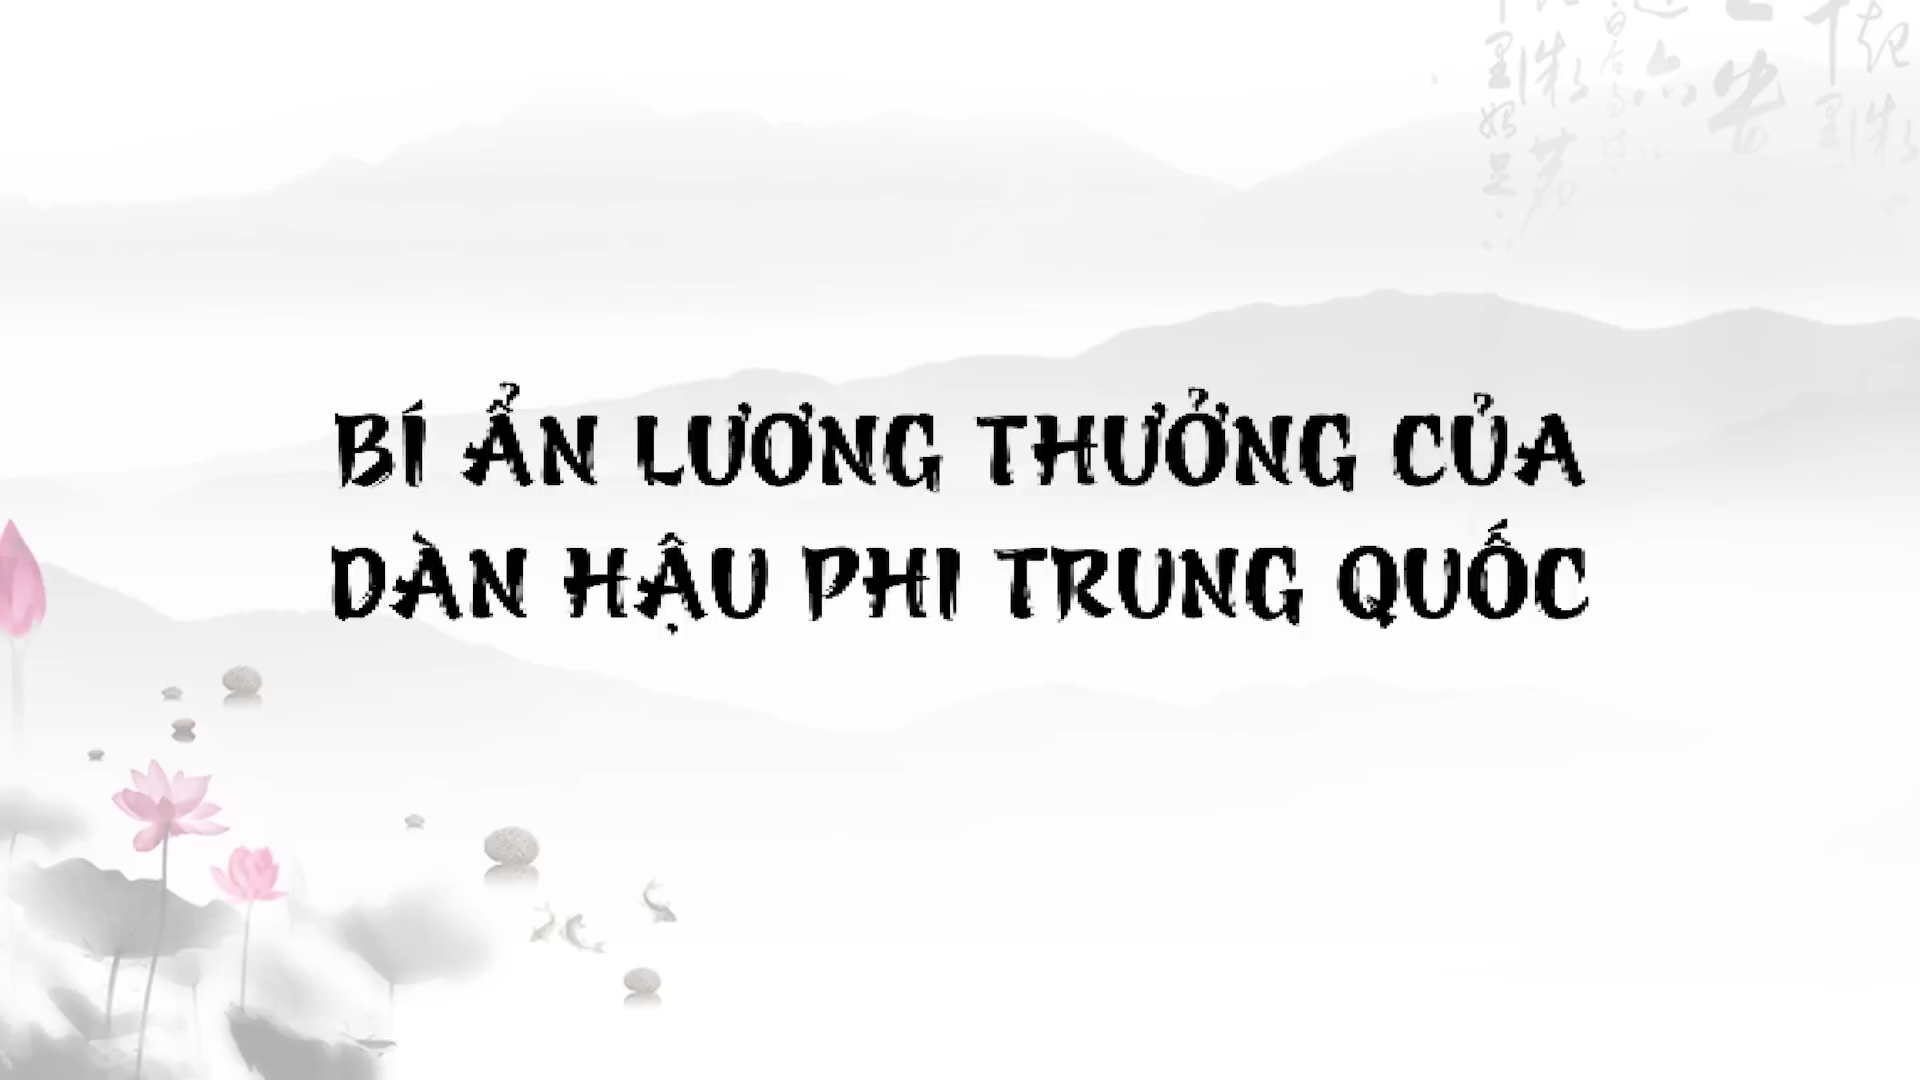 BÍ ẨN LƯƠNG THƯỞNG CỦA
DÀN HẬU PHI TRUNG QUỐC